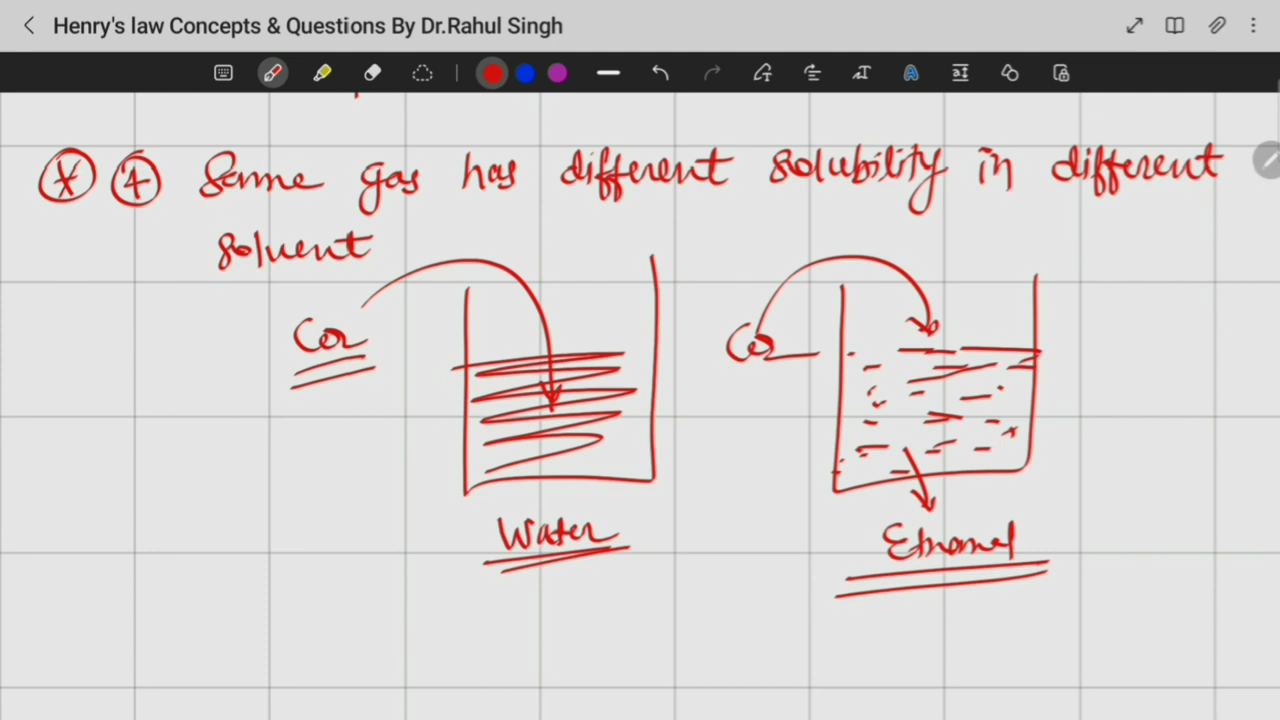 Henry's law Concepts & Questions By Dr.Rahul Singh
4 Same gas has different solubility in different
solvent
Co2
Co2
Water
Ethanol